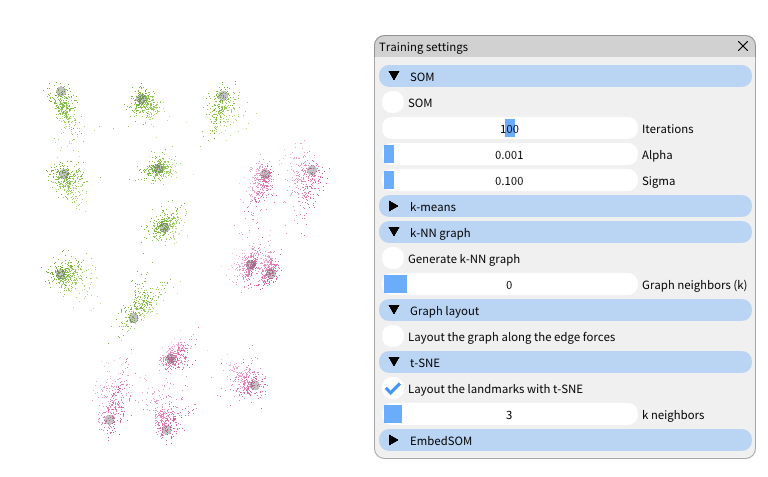 Training settings
SOM
SOM
100 Iterations
0.001 Alpha
0.100 Sigma
k-means
k-NN graph
Generate k-NN graph
0 Graph neighbors (k)
Graph layout
Layout the graph along the edge forces
t-SNE
Layout the landmarks with t-SNE
3 k neighbors
EmbedSOM